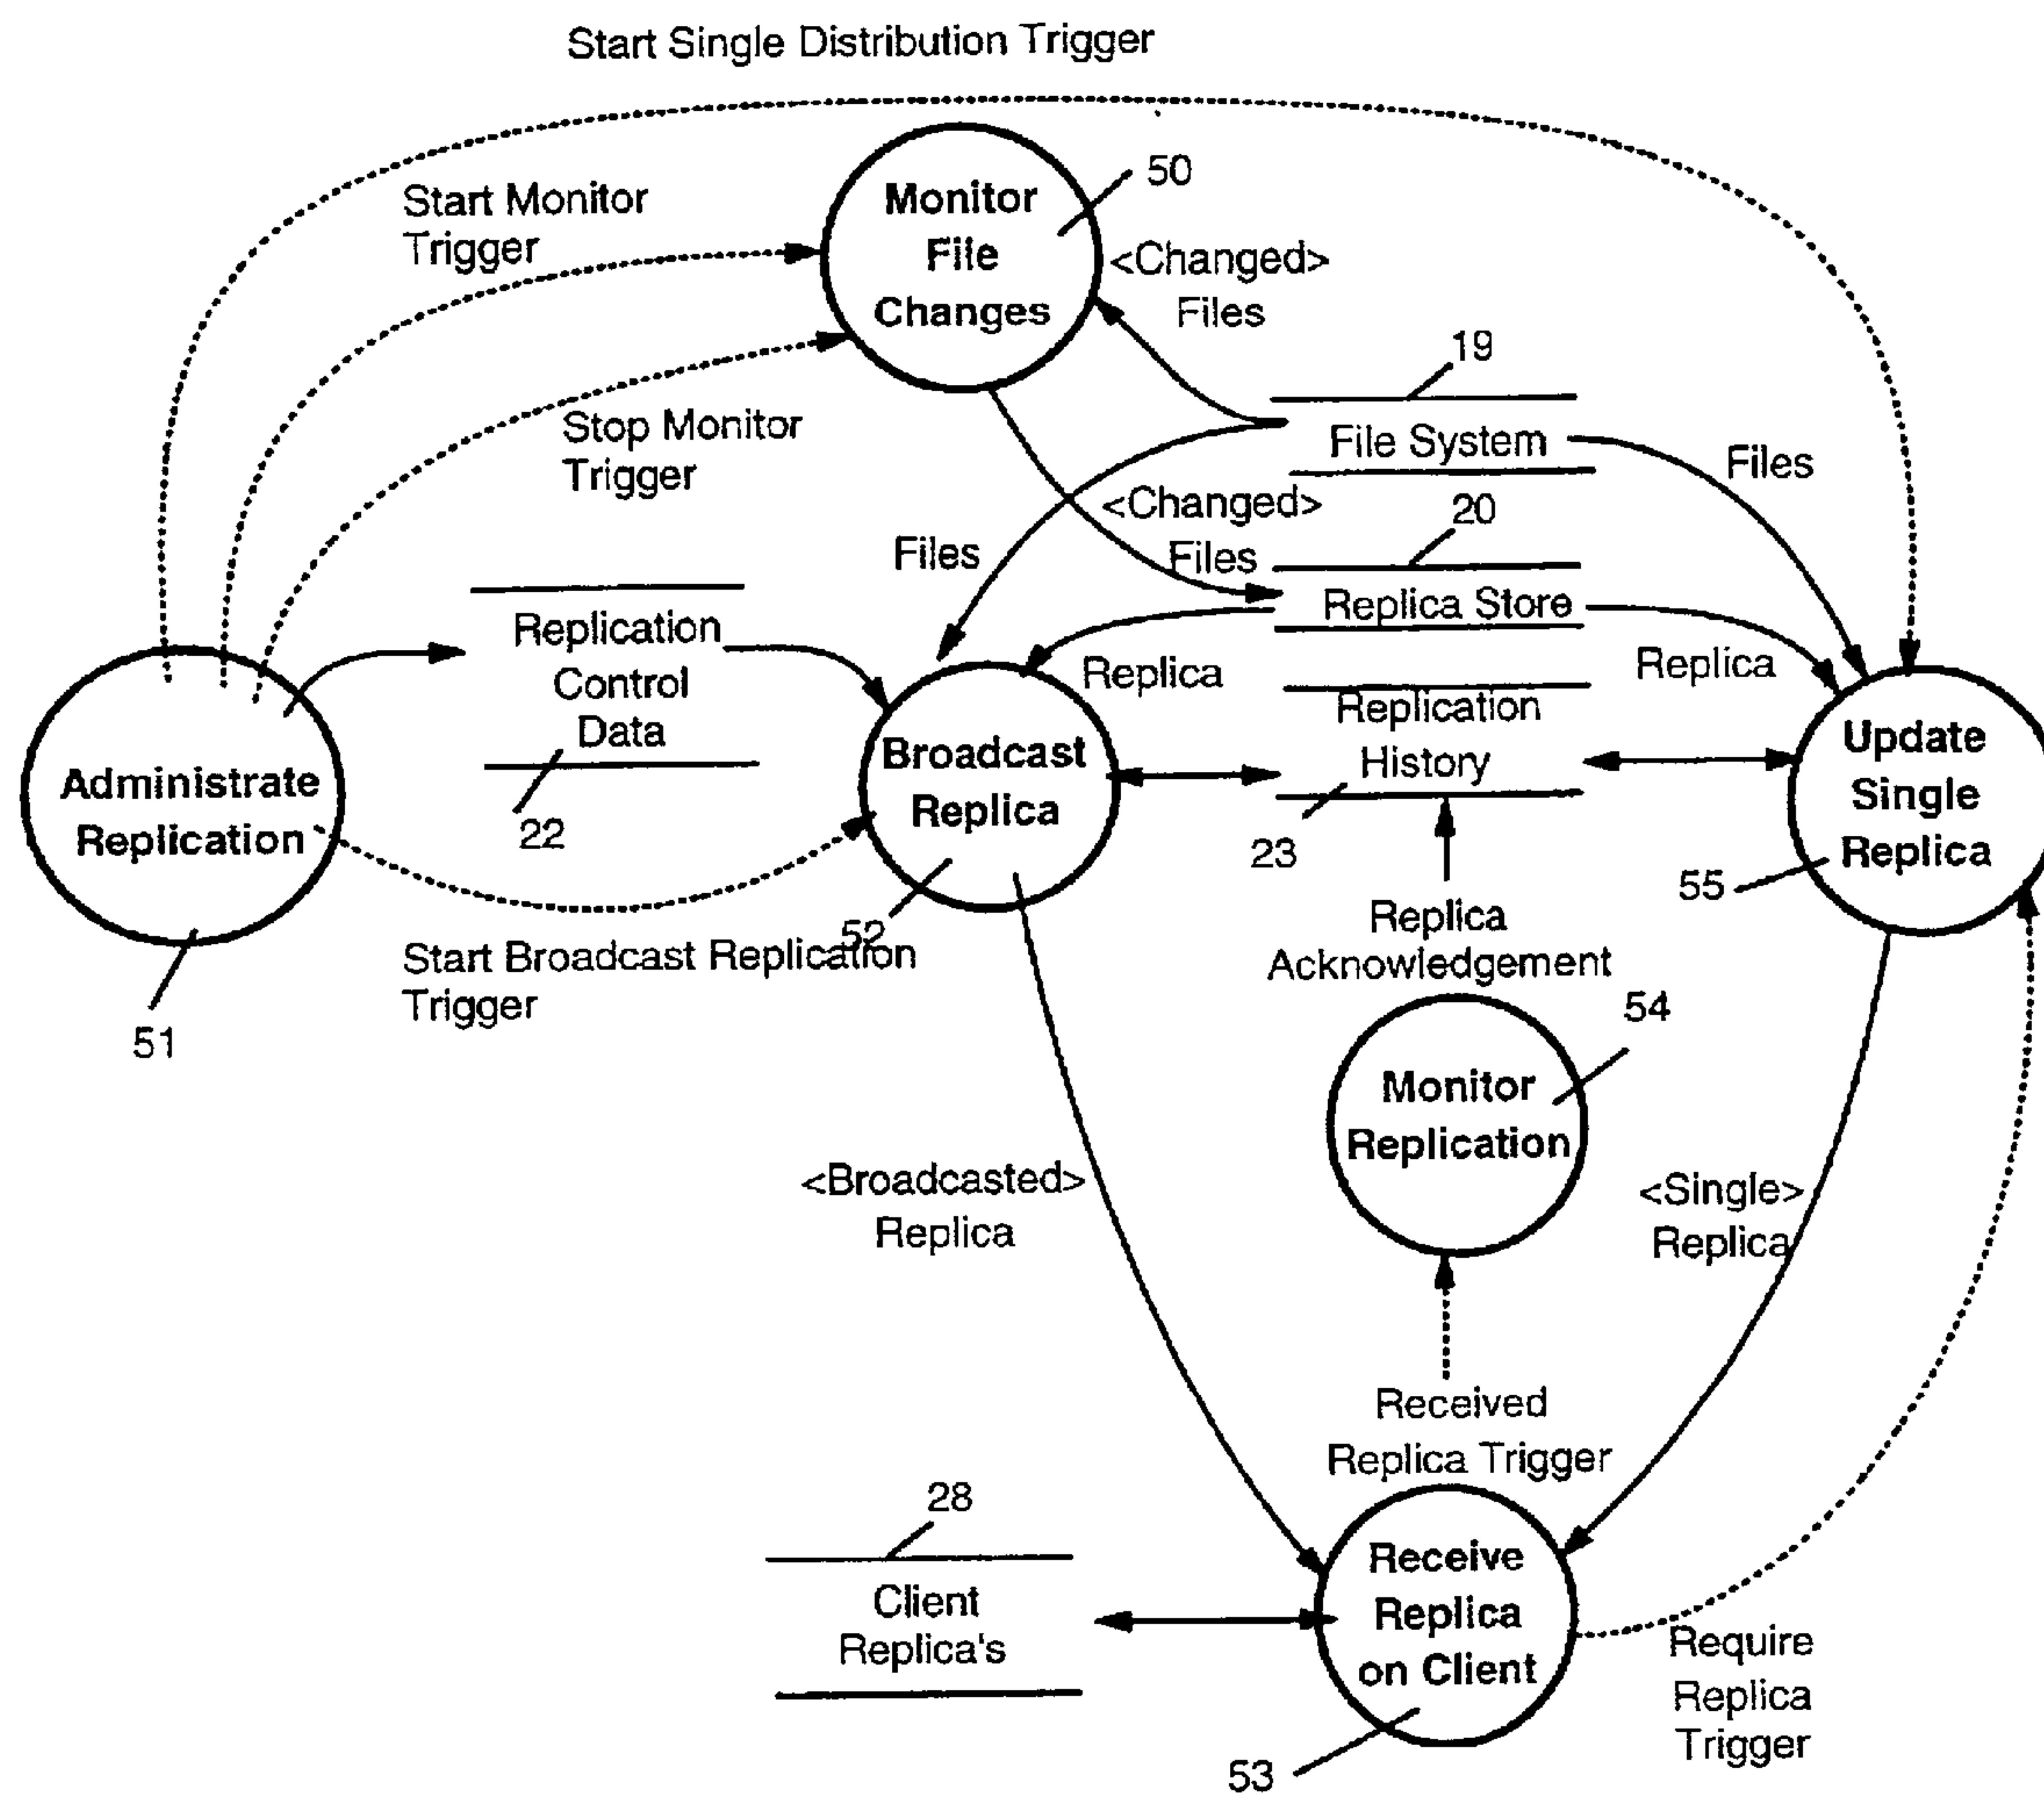 Start Single Distribution Trigger
Start Monitor
Trigger
Monitor
File
Changes
50
<Changed>
Files
Stop Monitor
Trigger
19
File System
Files
<Changed>
Files
20
Files
Replica Store
Replica
Replica
Replication
Control
Data
22
Replication
History
23
Administrate
Replication
51
Broadcast
Replica
52
Start Broadcast Replication
Trigger
Update
Single
Replica
55
Replica
Acknowledgement
Monitor
Replication
54
<Broadcasted>
Replica
<Single>
Replica
Received
Replica Trigger
28
Client
Replica's
Receive
Replica
on Client
53
Require
Replica
Trigger